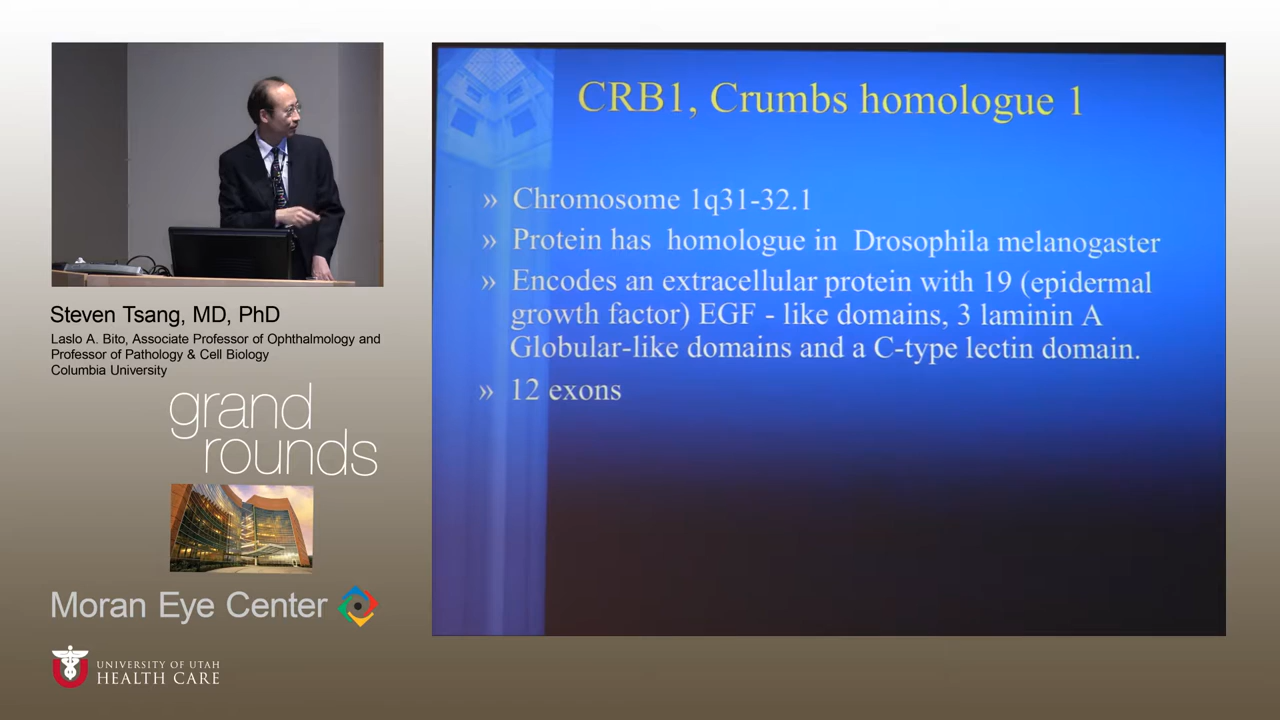 CRB1, Crumbs homologue 1
» Chromosome 1q31-32.1
» Protein has homologue in Drosophila melanogaster
» Encodes an extracellular protein with 19 (epidermal
growth factor) EGF - like domains, 3 laminin A
Globular-like domains and a C-type lectin domain.
» 12 exons
Steven Tsang, MD, PhD
Laslo A. Bito, Associate Professor of Ophthalmology and
Professor of Pathology & Cell Biology
Columbia University
grand
rounds
Moran Eye Center
UNIVERSITY OF UTAH
HEALTH CARE